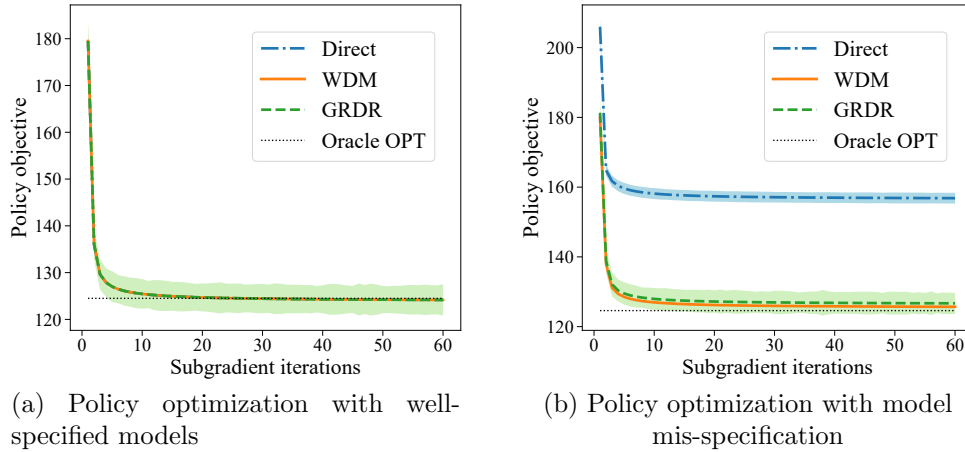 180
170
160
150
140
130
120
Policy objective
0
10
20
30
40
50
60
Subgradient iterations
Direct
WDM
GRDR
Oracle OPT
(a) Policy optimization with well-
specified models
200
180
160
140
120
Policy objective
0
10
20
30
40
50
60
Subgradient iterations
Direct
WDM
GRDR
Oracle OPT
(b) Policy optimization with model
mis-specification